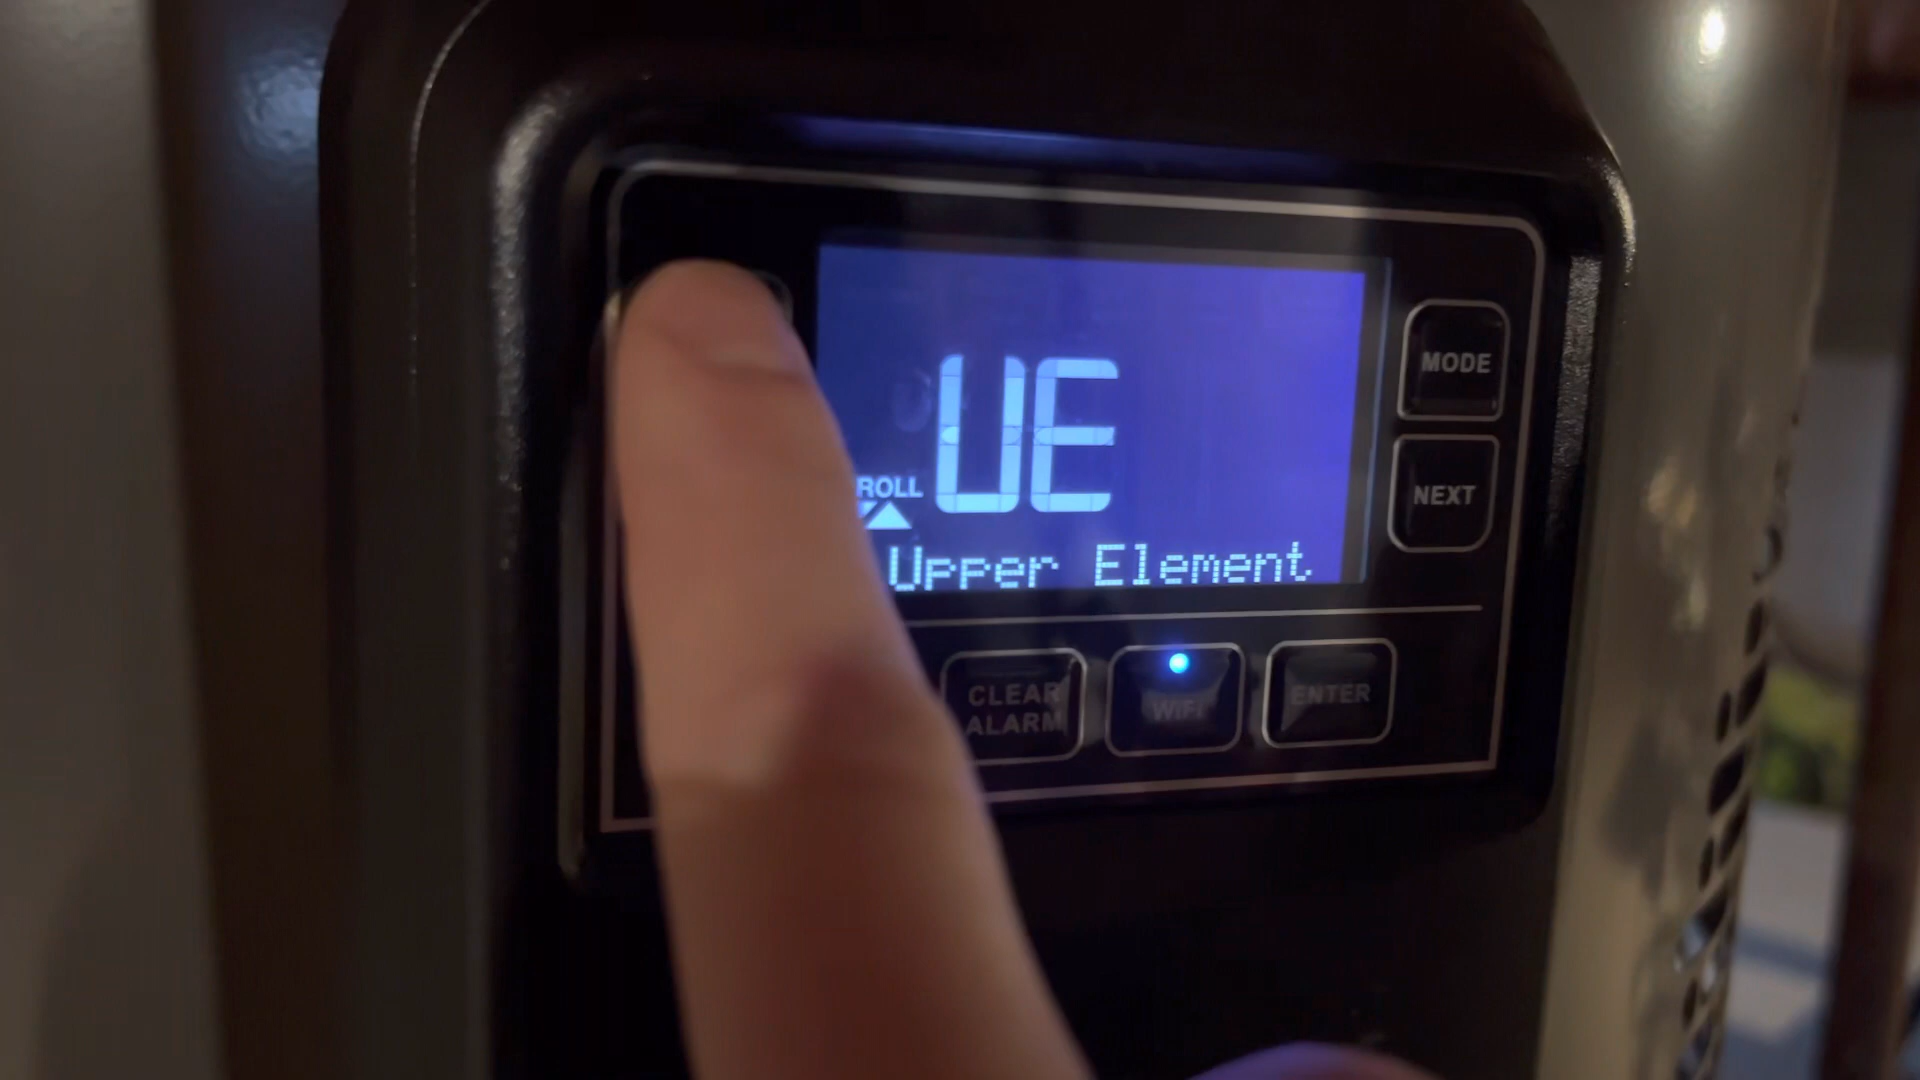 UE
ROLL
Upper Element
MODE
NEXT
CLEAR
ALARM
WIFI
ENTER